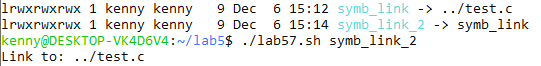 lrwxrwxrwx 1 kenny kenny   9 Dec  6 15:12 symb_link -> ../test.c
lrwxrwxrwx 1 kenny kenny   9 Dec  6 15:14 symb_link_2 -> symb_link
kenny@DESKTOP-VK4D6V4:~/lab5$ ./lab57.sh symb_link_2
Link to: ../test.c